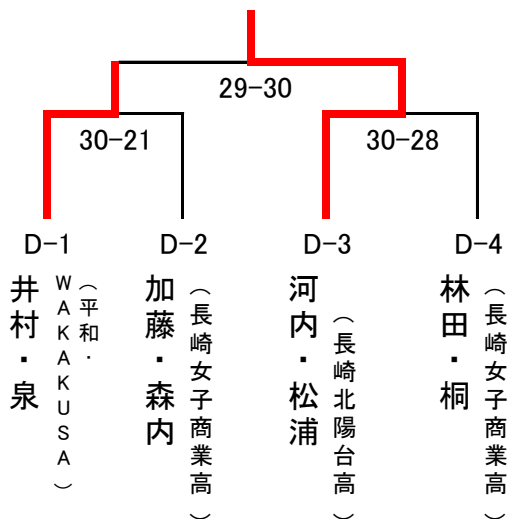 29-30
30-21
30-28
D-1
D-2
D-3
D-4
井村・泉
（平和・
WAKAKUSA）
加藤・森内
（長崎女子商業高）
河内・松浦
（長崎北陽台高）
林田・桐
（長崎女子商業高）